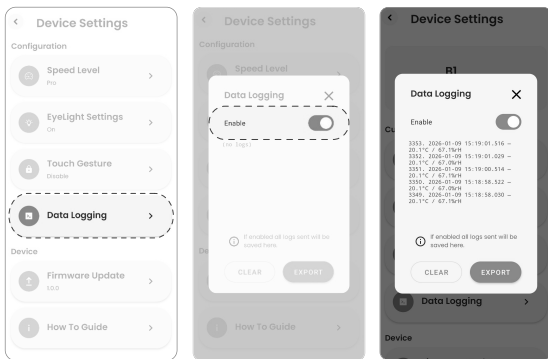 Device Settings
Configuration
Speed Level
Pro
EyeLight Settings
On
Touch Gesture
Disable
Data Logging
Device
Firmware Update
How To Guide
Device Settings
Configuration
Speed Level
Data Logging
Enable
(no logs)
If enabled all logs sent will be
saved here.
CLEAR
EXPORT
How To Guide
Device Settings
B1
Data Logging
Enable
3353, 2026-01-09 15:19:01.516 –
20.1°C / 67.1%rH
3352, 2026-01-09 15:19:01.029 –
20.1°C / 67.0%rH
3351, 2026-01-09 15:19:00.514 –
20.1°C / 67.1%rH
3350, 2026-01-09 15:18:58.522 –
20.1°C / 67.0%rH
3349, 2026-01-09 15:18:58.030 –
20.1°C / 67.1%rH
If enabled all logs sent will be
saved here.
CLEAR
EXPORT
Data Logging
Device